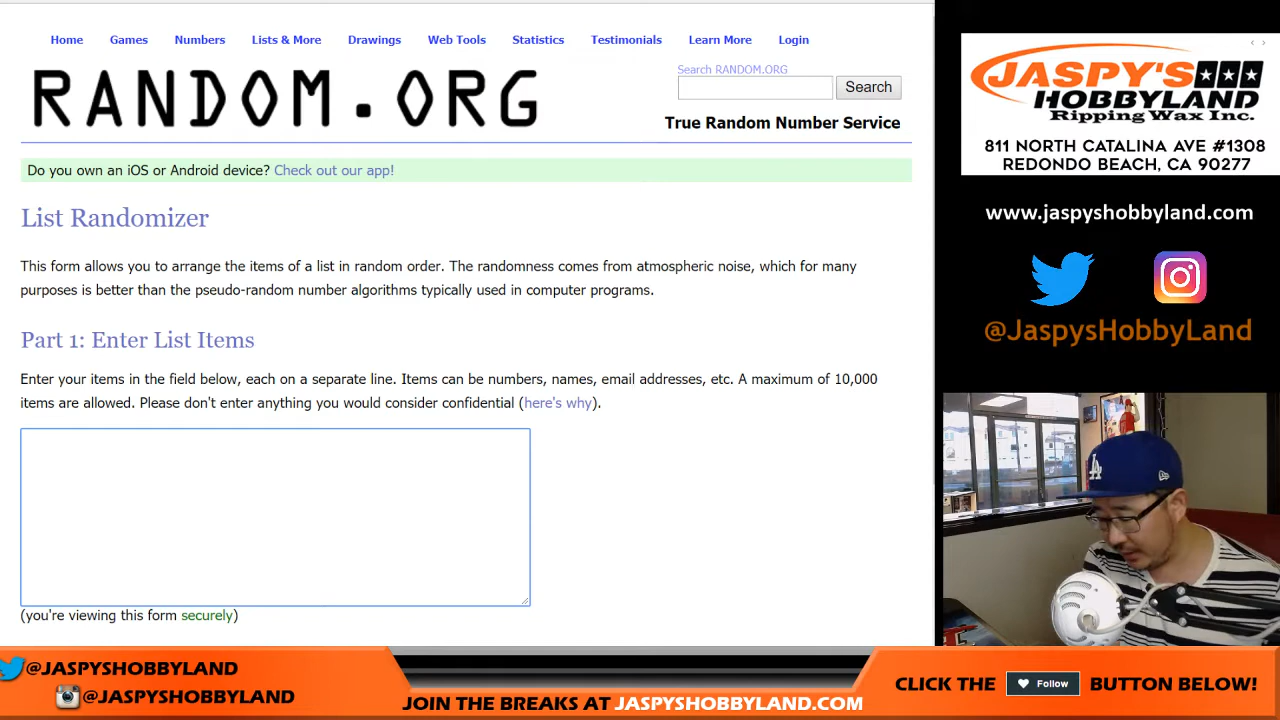 Home Games Numbers Lists & More Drawings Web Tools Statistics Testimonials Learn More Login
RANDOM.ORG
Search RANDOM.ORG
Search
True Random Number Service
Do you own an iOS or Android device? Check out our app!
List Randomizer
This form allows you to arrange the items of a list in random order. The randomness comes from atmospheric noise, which for many
purposes is better than the pseudo-random number algorithms typically used in computer programs.
Part 1: Enter List Items
Enter your items in the field below, each on a separate line. Items can be numbers, names, email addresses, etc. A maximum of 10,000
items are allowed. Please don't enter anything you would consider confidential (here's why).
(you're viewing this form securely)
JASPY'S
HOBBYLAND
Ripping Wax Inc.
811 NORTH CATALINA AVE #1308
REDONDO BEACH, CA 90277
www.jaspyshobbyland.com
@JaspysHobbyLand
LA
@JASPYSHOBBYLAND
@JASPYSHOBBYLAND
JOIN THE BREAKS AT JASPYSHOBBYLAND.COM
CLICK THE Follow BUTTON BELOW!